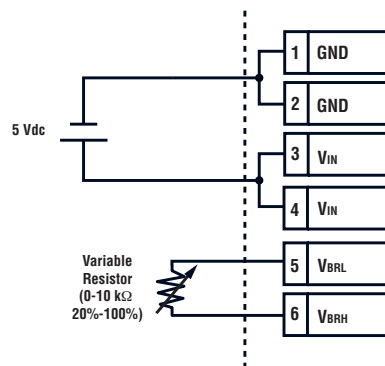 1 GND
2 GND
5 Vdc
3 VIN
4 VIN
Variable
Resistor
(0-10 kΩ
20%-100%)
5 VBRL
6 VBRH